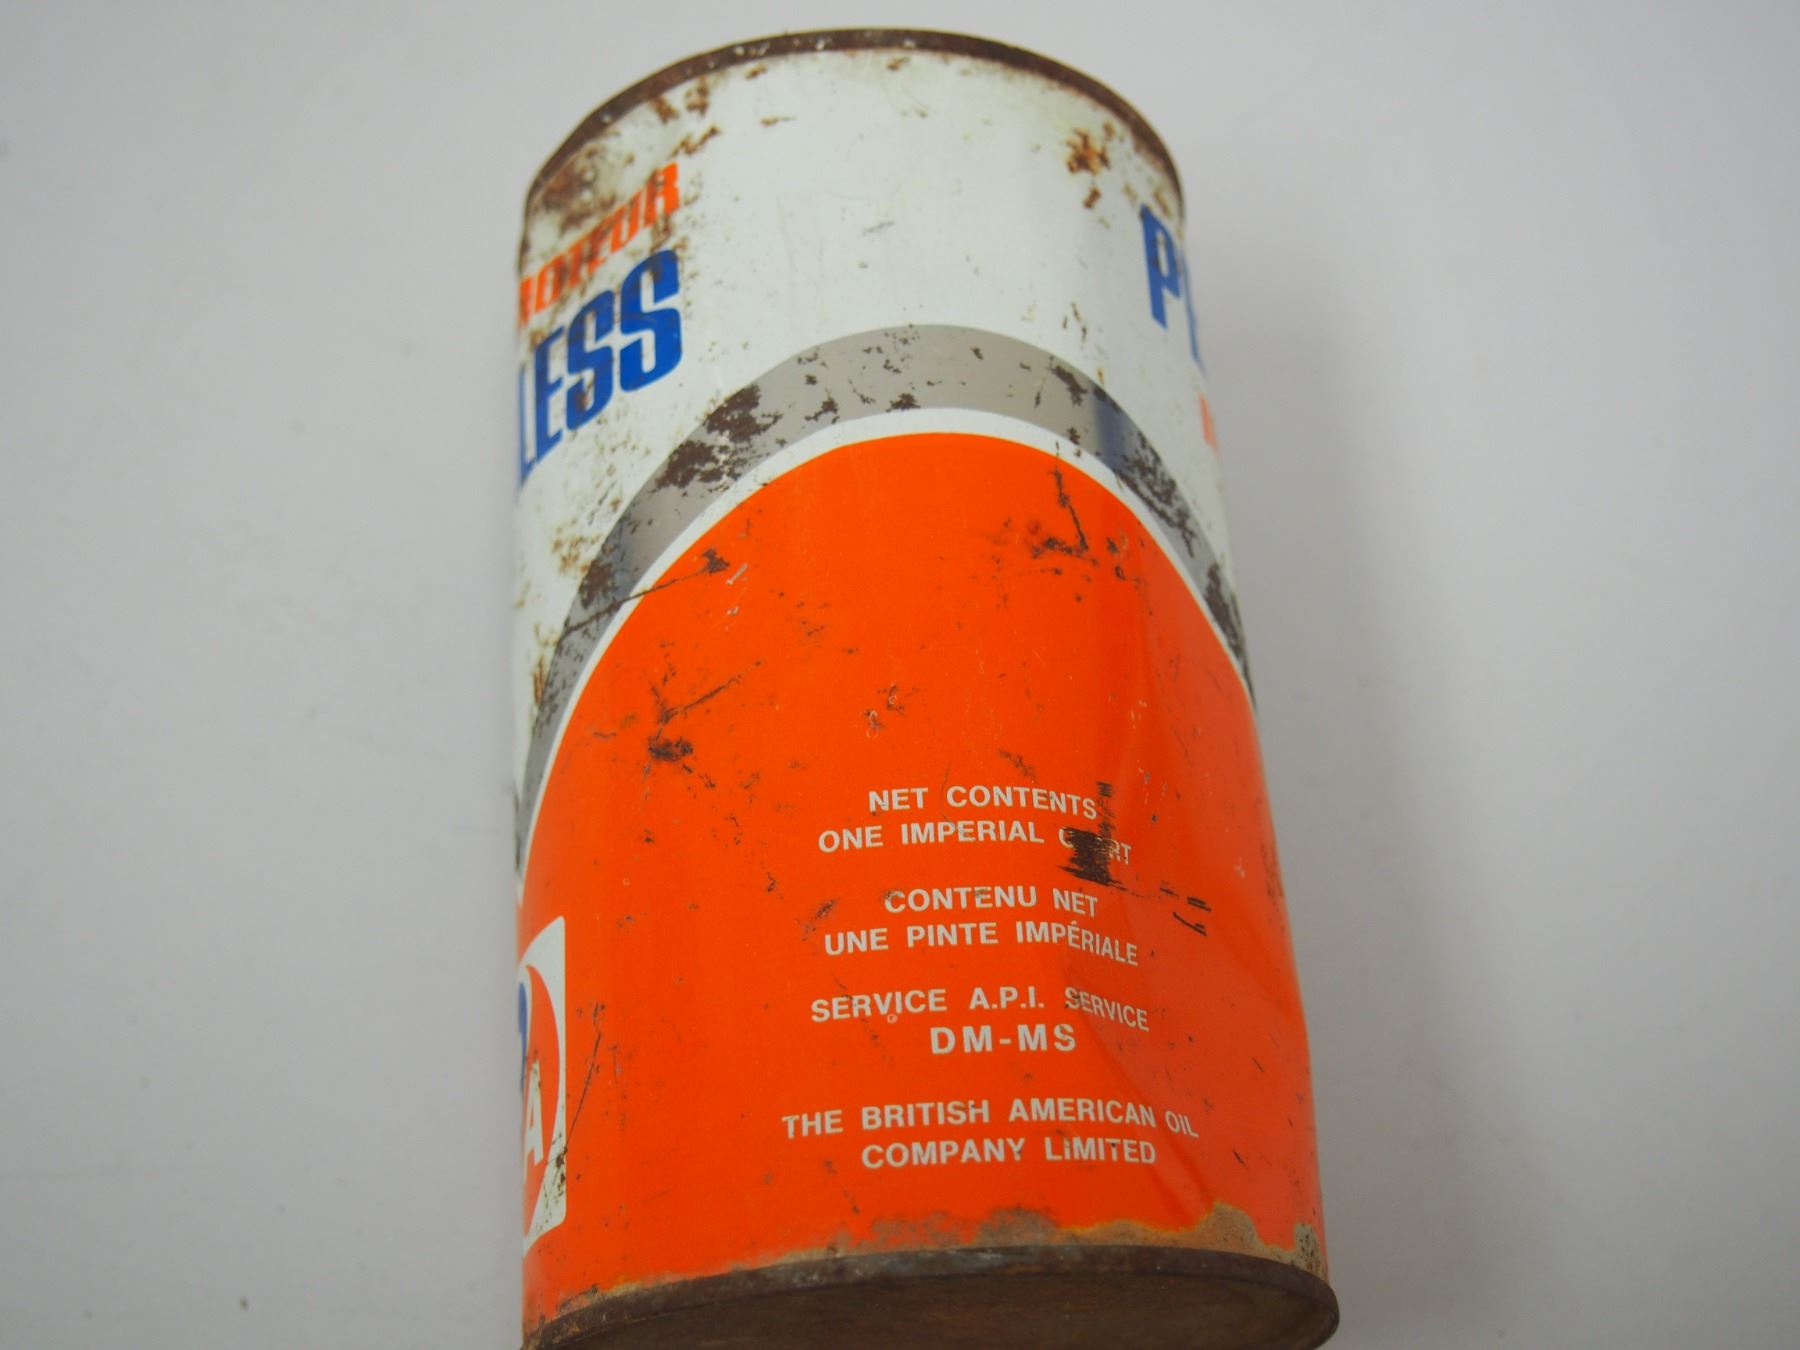 MOTEUR
LESS
NET CONTENTS
ONE IMPERIAL
CONTENU NET
UNE PINTE IMPÉRIALE
SERVICE A.P.I. SERVICE
DM-MS
THE BRITISH AMERICAN OIL
COMPANY LIMITED
A
P